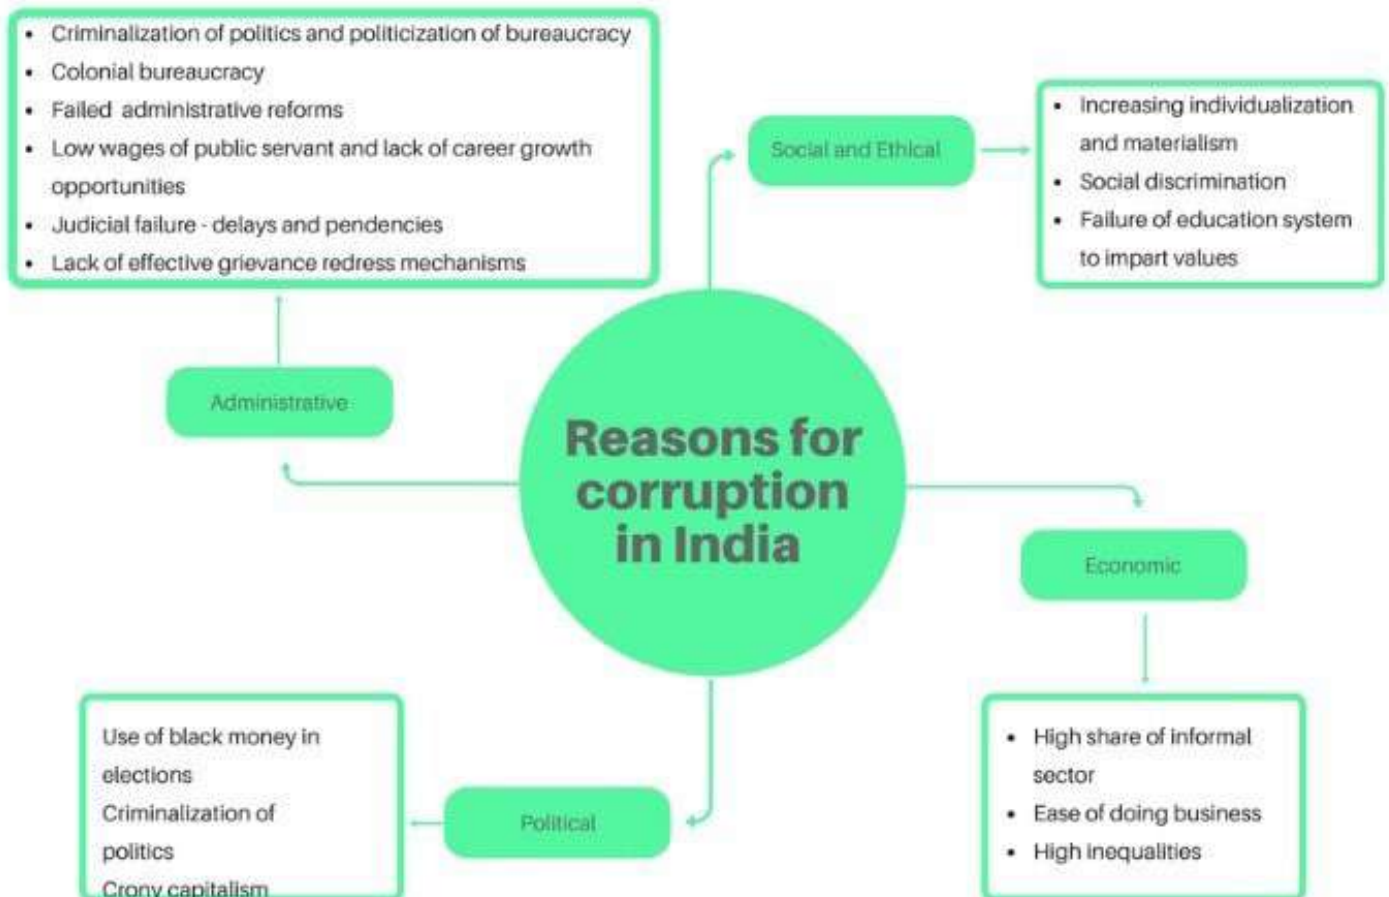 • Criminalization of politics and politicization of bureaucracy
• Colonial bureaucracy
• Failed administrative reforms
• Low wages of public servant and lack of career growth
opportunities
• Judicial failure - delays and pendencies
• Lack of effective grievance redress mechanisms
Social and Ethical
• Increasing individualization
and materialism
• Social discrimination
• Failure of education system
to impart values
Administrative
Reasons for
corruption
in India
Economic
• High share of informal
sector
• Ease of doing business
• High inequalities
Political
Use of black money in
elections
Criminalization of
politics
Crony capitalism